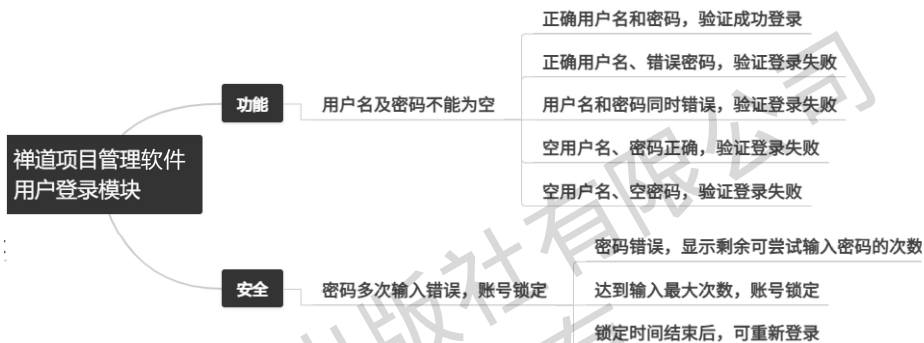 正确用户名和密码，验证成功登录
正确用户名、错误密码，验证登录失败
功能
用户名及密码不能为空
用户名和密码同时错误，验证登录失败
空用户名、密码正确，验证登录失败
空用户名、空密码，验证登录失败
禅道项目管理软件
用户登录模块
密码错误，显示剩余可尝试输入密码的次数
安全
密码多次输入错误，账号锁定
达到输入最大次数，账号锁定
锁定时间结束后，可重新登录
出版社有限公司